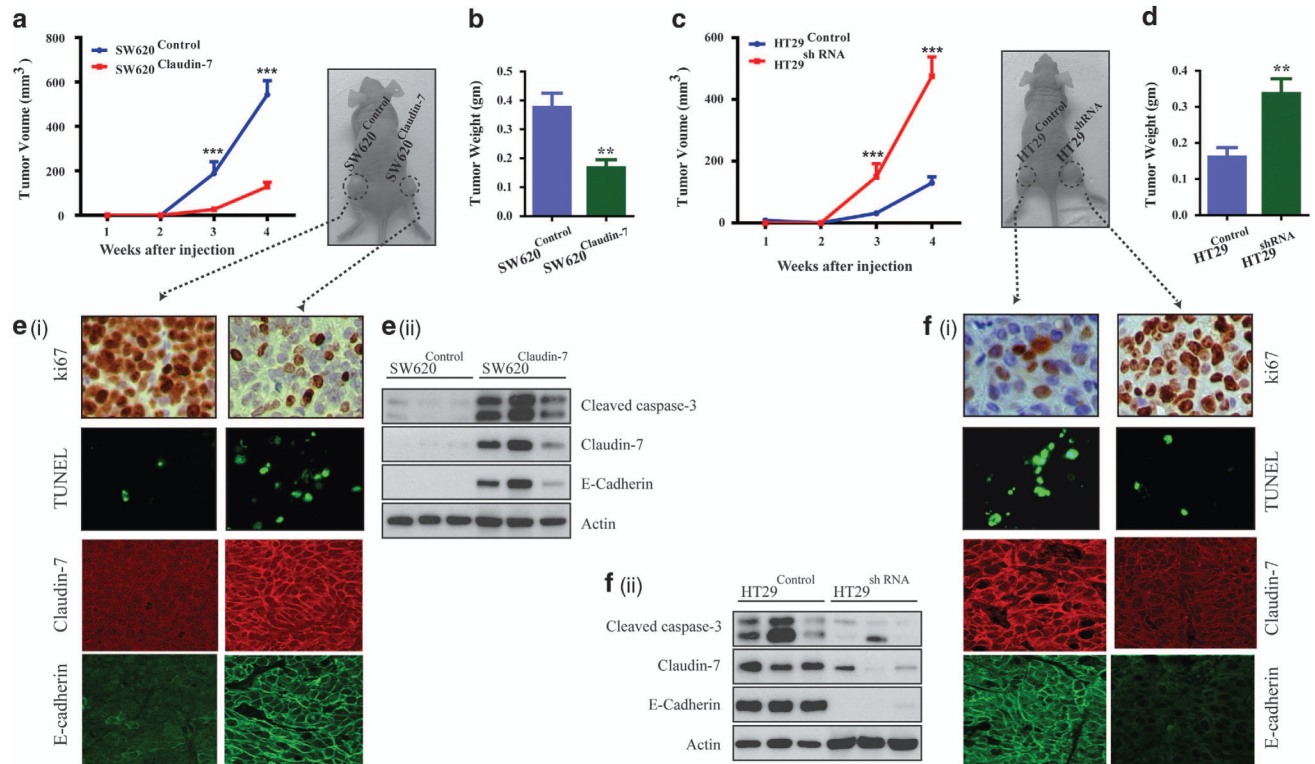 a
Tumor Voume (mm3)
800
600
400
200
0
SW620Control
SW620Claudin-7
***
***
1 2 3 4
Weeks after injection
SW620Control
SW620Claudin-7
b
Tumor Weight (gm)
0.5
0.4
0.3
0.2
0.1
0.0
**
SW620Control
SW620Claudin-7
c
Tumor Voume (mm3)
600
400
200
0
HT29Control
HT29sh RNA
***
***
1 2 3 4
Weeks after injection
HT29Control
HT29shRNA
d
Tumor Weight (gm)
0.4
0.3
0.2
0.1
0.0
**
HT29Control
HT29shRNA
e (i)
ki67
TUNEL
Claudin-7
E-cadherin
e (ii)
SW620Control
SW620Claudin-7
Cleaved caspase-3
Claudin-7
E-Cadherin
Actin
f (ii)
HT29Control
HT29sh RNA
Cleaved caspase-3
Claudin-7
E-Cadherin
Actin
f (i)
ki67
TUNEL
Claudin-7
E-cadherin